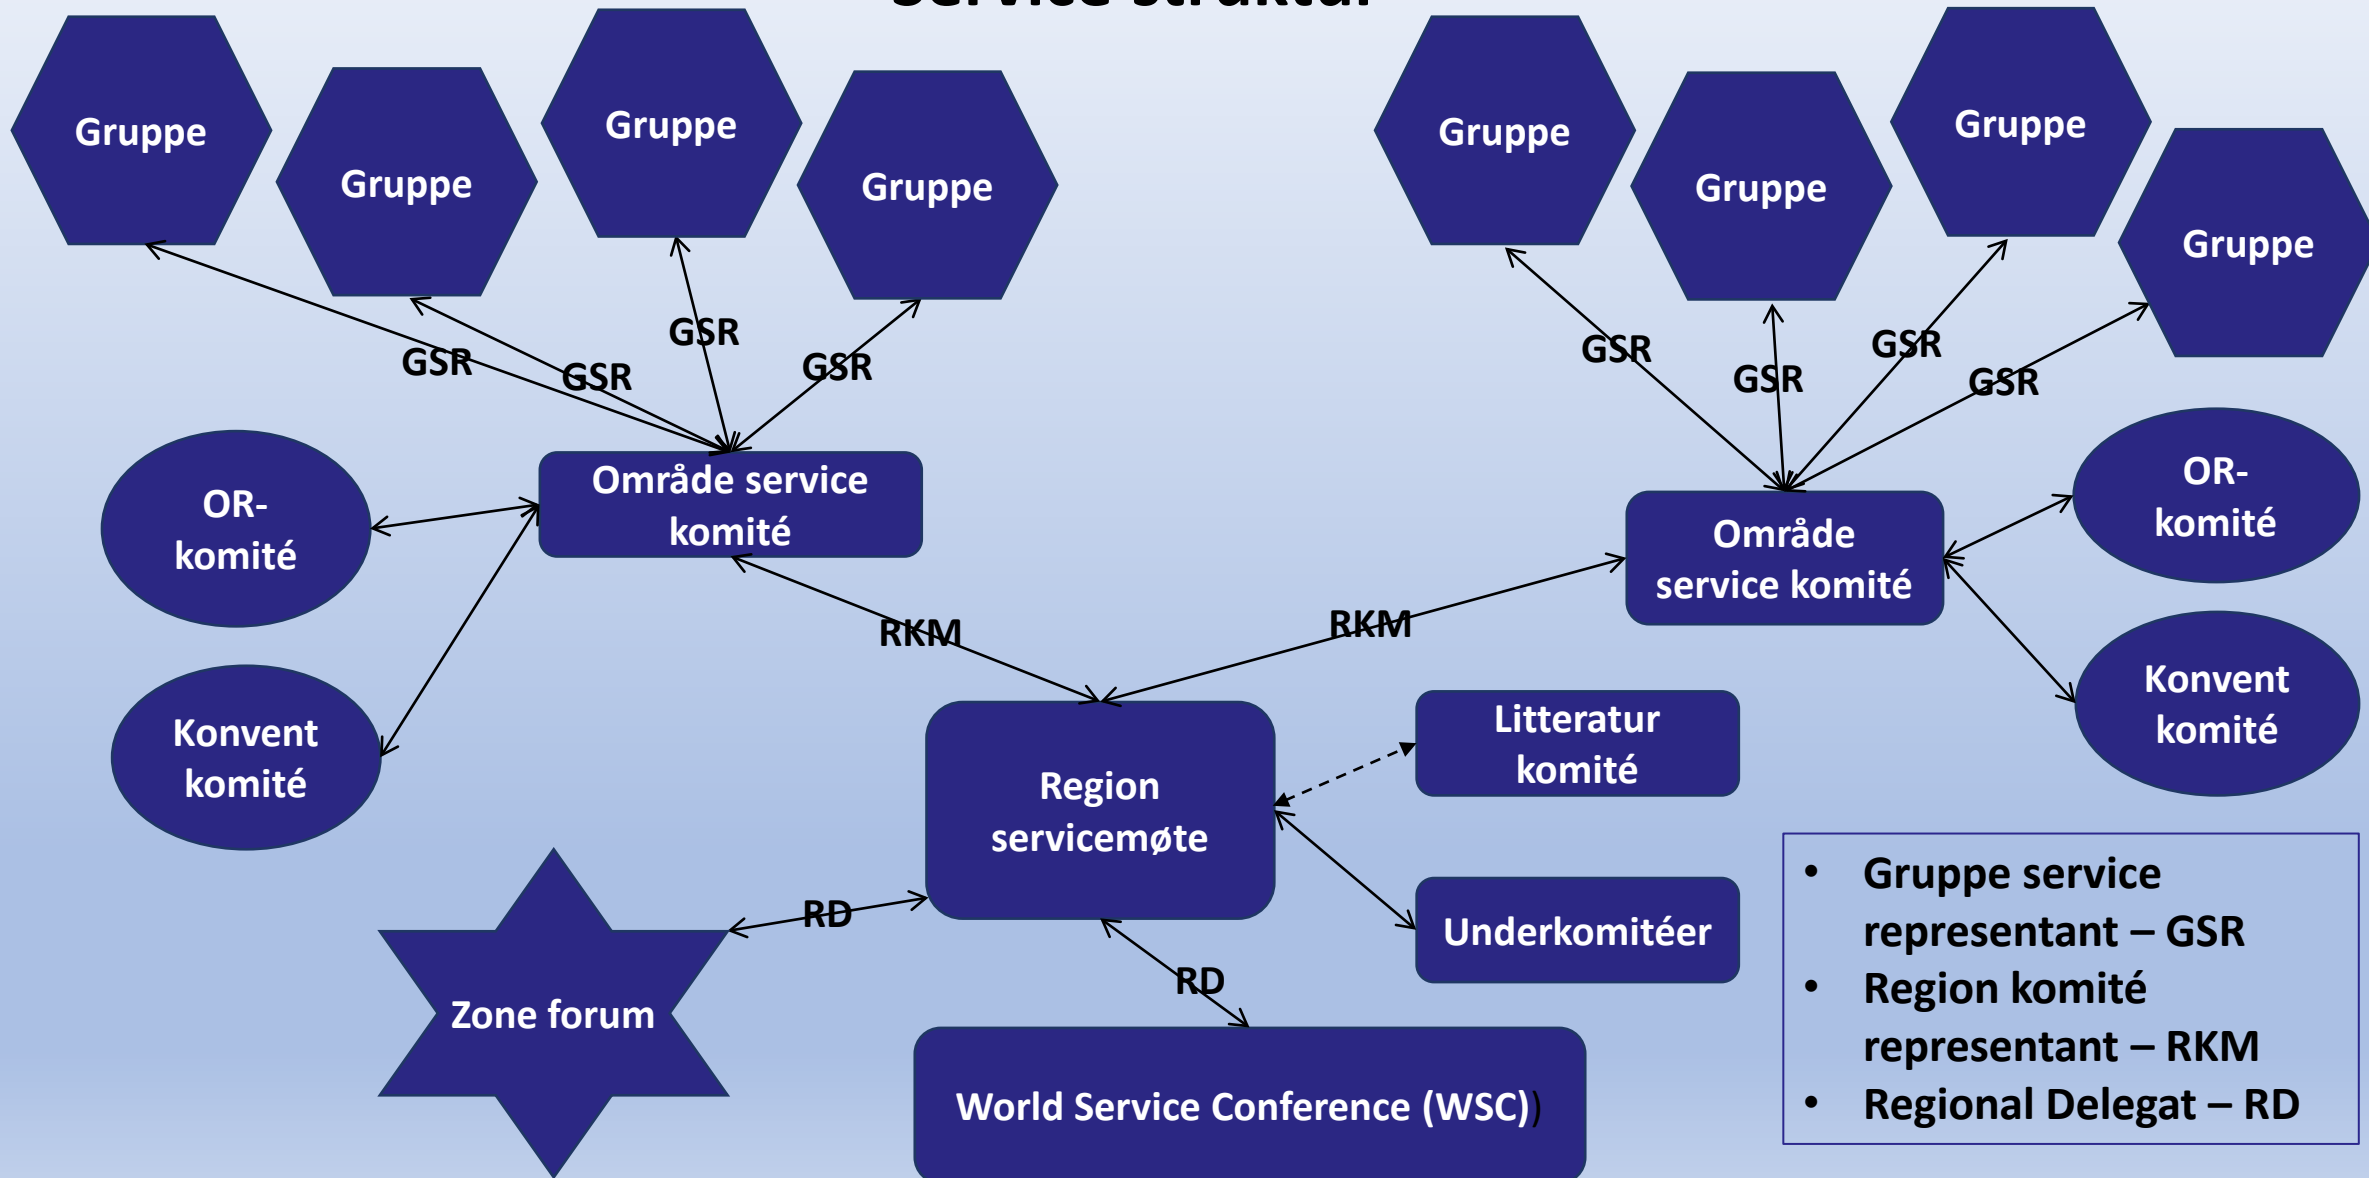 Service struktur
Gruppe
Gruppe
Gruppe
Gruppe
Gruppe
Gruppe
Gruppe
Gruppe
GSR
GSR
GSR
GSR
GSR
GSR
GSR
GSR
OR-
komité
Område service
komité
Område
service komité
OR-
komité
RKM
RKM
Konvent
komité
Konvent
komité
Region
servicemøte
Litteratur
komité
Underkomitéer
RD
RD
Zone forum
World Service Conference (WSC))
• Gruppe service
representant – GSR
• Region komité
representant – RKM
• Regional Delegat – RD